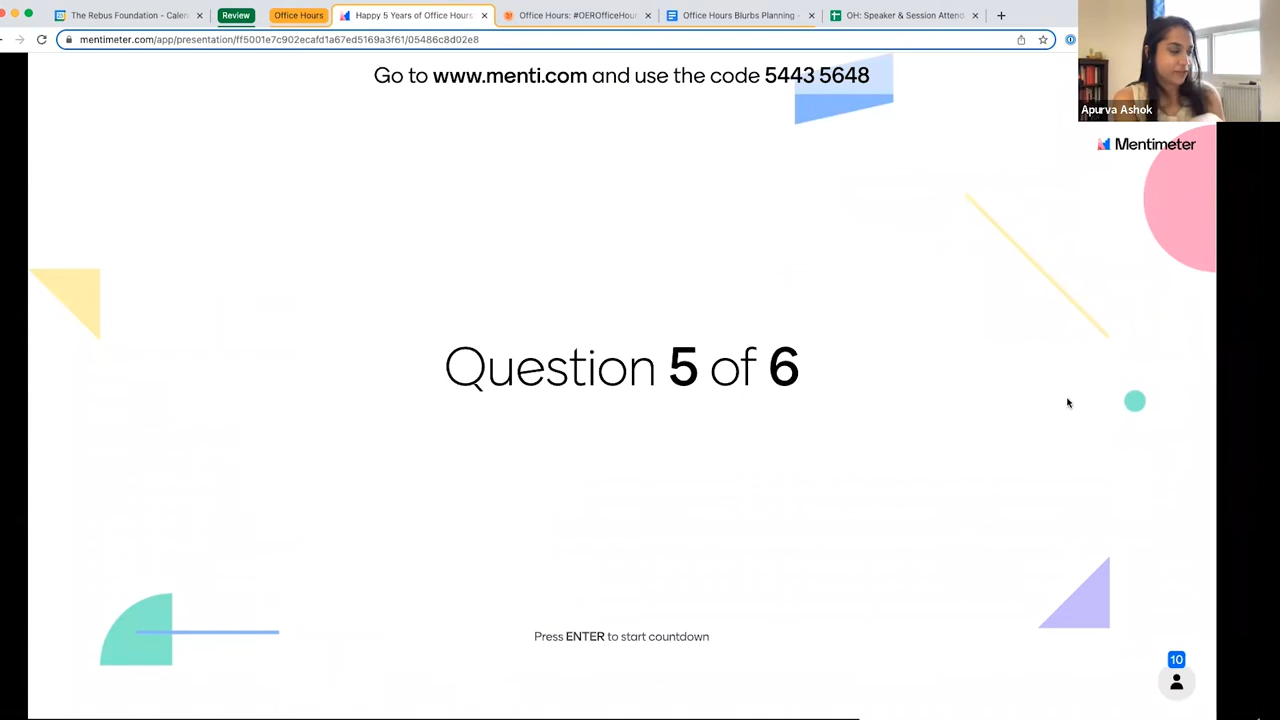 The Rebus Foundation - Calen
Review
Office Hours
Happy 5 Years of Office Hours
Office Hours: #OEROfficeHou
Office Hours Blurbs Planning -
OH: Speaker & Session Attend
mentimeter.com/app/presentation/ff5001e7c902ecafd1a67ed5169a3f61/05486c8d02e8
Go to www.menti.com and use the code 5443 5648
Apurva Ashok
Mentimeter
Question 5 of 6
Press ENTER to start countdown
10